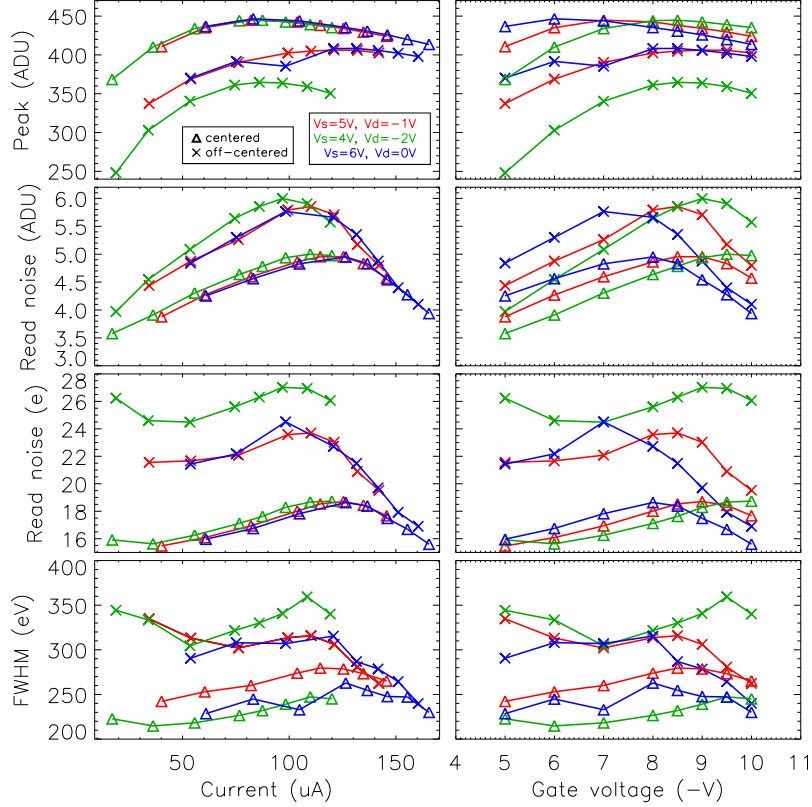 Peak (ADU)
450
400
350
300
250
△ centered
× off-centered
Vs=5V, Vd=-1V
Vs=4V, Vd=-2V
Vs=6V, Vd=0V
Read noise (ADU)
6.0
5.5
5.0
4.5
4.0
3.5
3.0
Read noise (e)
28
26
24
22
20
18
16
FWHM (eV)
400
350
300
250
200
50 100 150
4 5 6 7 8 9 10 11
Current (uA)
Gate voltage (-V)